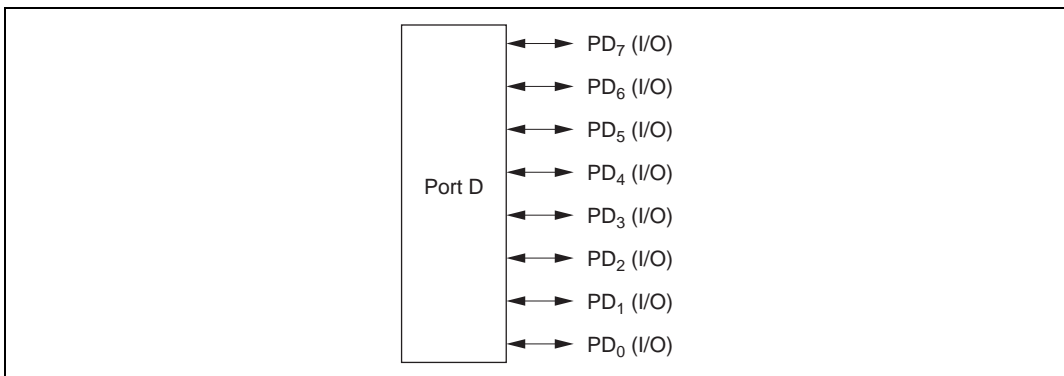 PD7 (I/O)
PD6 (I/O)
PD5 (I/O)
PD4 (I/O)
Port D
PD3 (I/O)
PD2 (I/O)
PD1 (I/O)
PD0 (I/O)